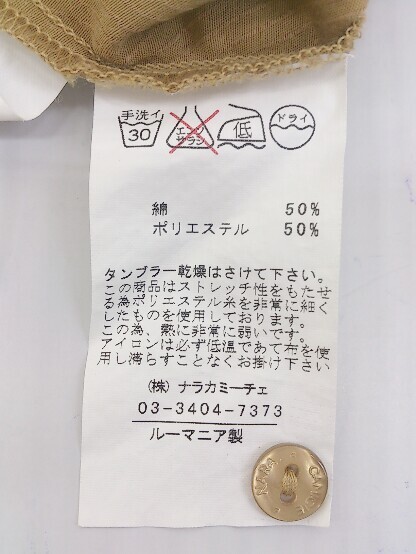 手洗イ
30
エンソ
サラシ
低
ドライ
綿 50%
ポリエステル 50%
タンブラー乾燥はさけて下さい。
この商品はストレッチ性をもたせ
る為ポリエステル糸を非常に細く
したものを使用しております。
この為、熱に非常に弱いです。
アイロンは必ず低温であて布を使
用し滑らすことなくお掛け下さい
(株) ナラカミーチェ
03-3404-7373
ルーマニア製
NARA CAMICIE